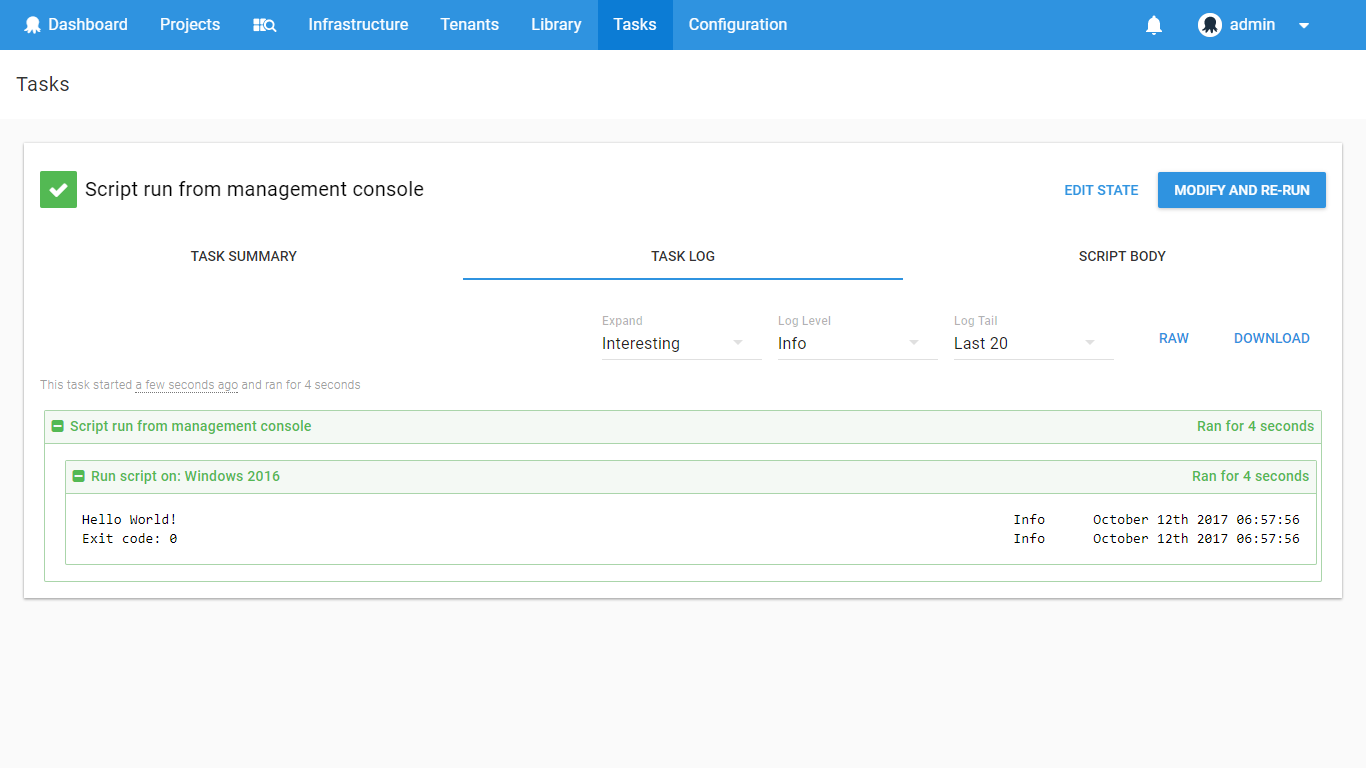 Dashboard Projects Infrastructure Tenants Library Tasks Configuration admin
Tasks
Script run from management console EDIT STATE MODIFY AND RE-RUN
TASK SUMMARY TASK LOG SCRIPT BODY
Expand Log Level Log Tail
Interesting Info Last 20 RAW DOWNLOAD
This task started a few seconds ago and ran for 4 seconds
Script run from management console Ran for 4 seconds
Run script on: Windows 2016 Ran for 4 seconds
Hello World! Info October 12th 2017 06:57:56
Exit code: 0 Info October 12th 2017 06:57:56